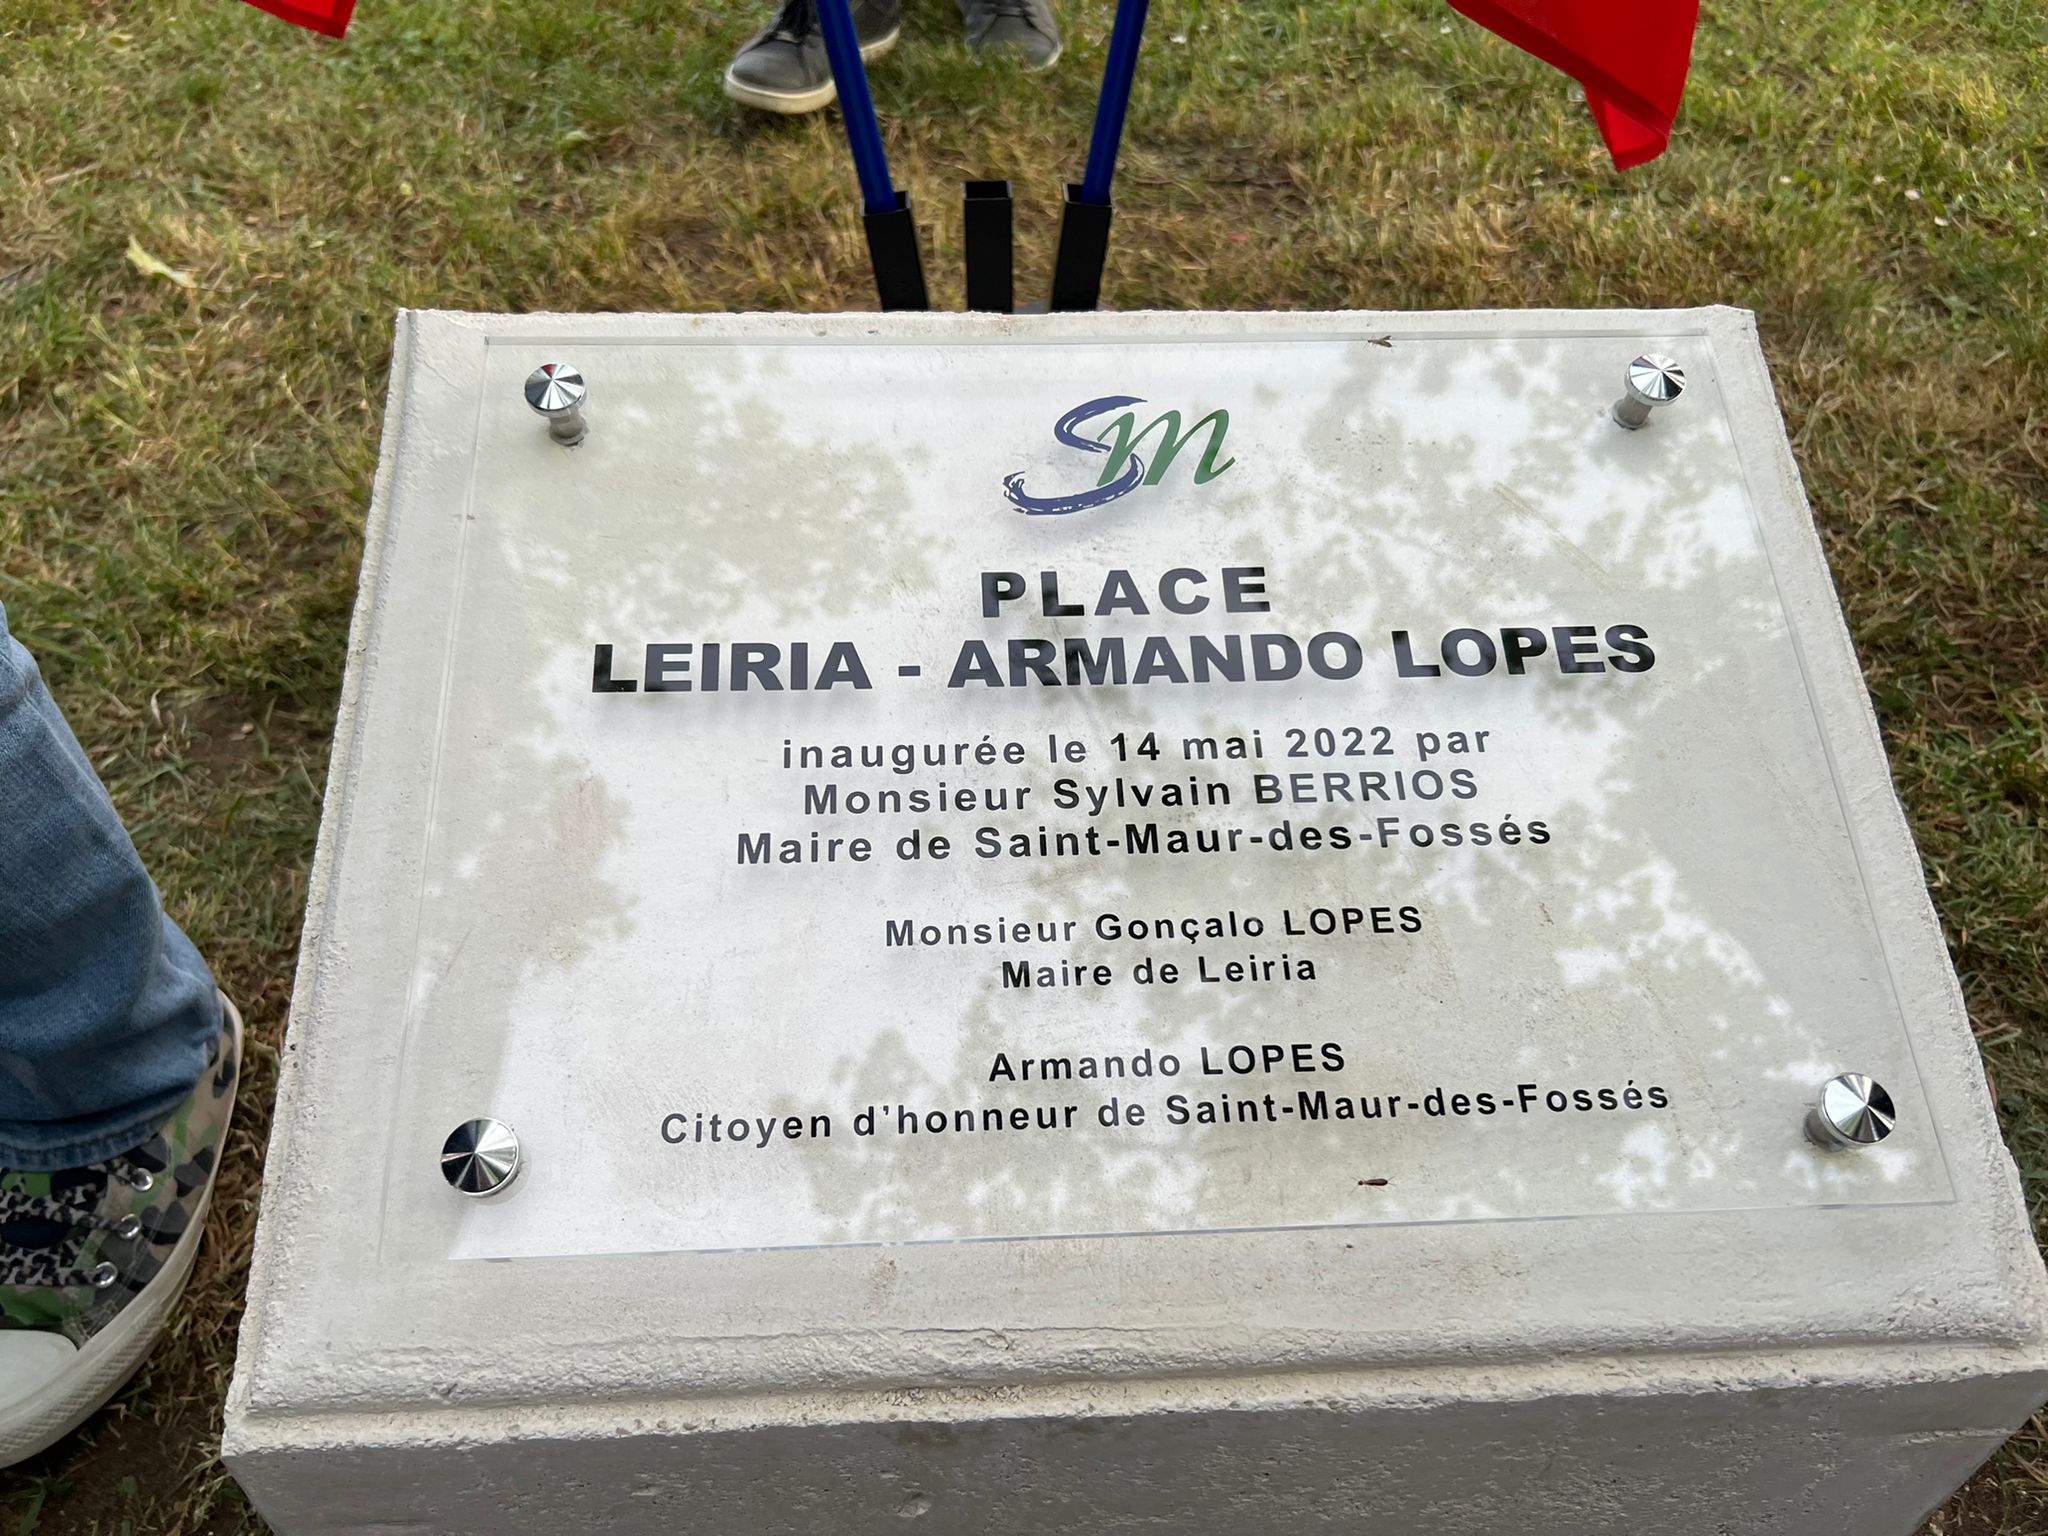 SM
PLACE
LEIRIA - ARMANDO LOPES
inaugurée le 14 mai 2022 par
Monsieur Sylvain BERRIOS
Maire de Saint-Maur-des-Fossés
Monsieur Gonçalo LOPES
Maire de Leiria
Armando LOPES
Citoyen d'honneur de Saint-Maur-des-Fossés